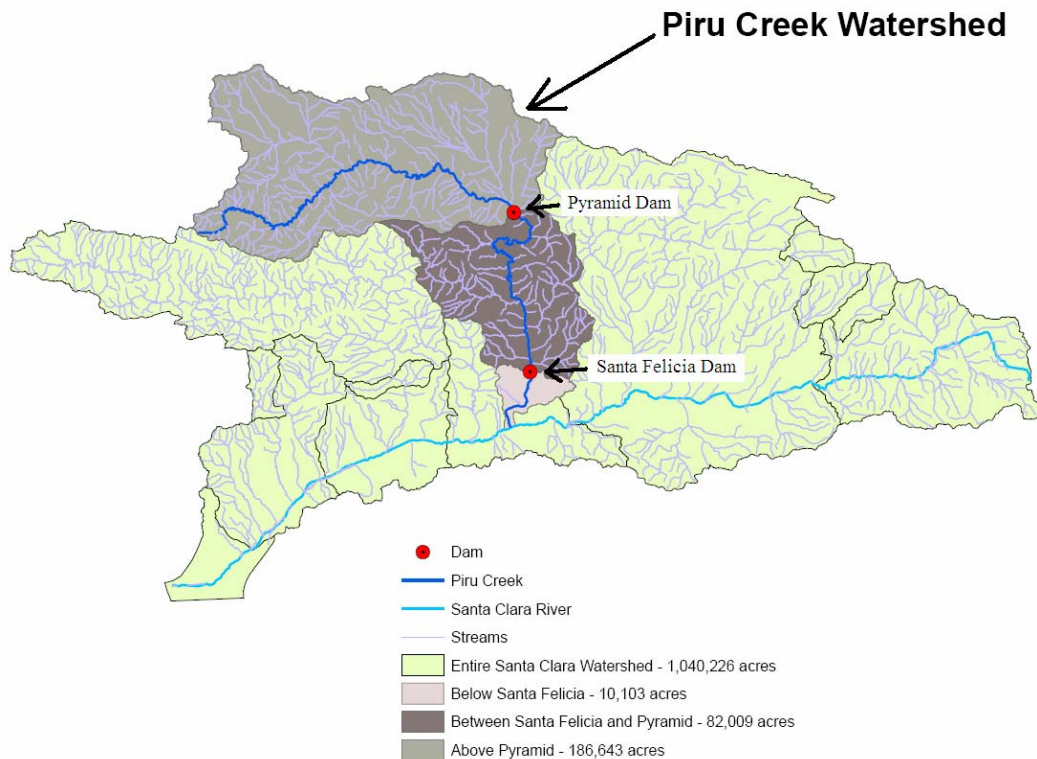 Piru Creek Watershed
Pyramid Dam
Santa Felicia Dam
Dam
Piru Creek
Santa Clara River
Streams
Entire Santa Clara Watershed - 1,040,226 acres
Below Santa Felicia - 10,103 acres
Between Santa Felicia and Pyramid - 82,009 acres
Above Pyramid - 186,643 acres